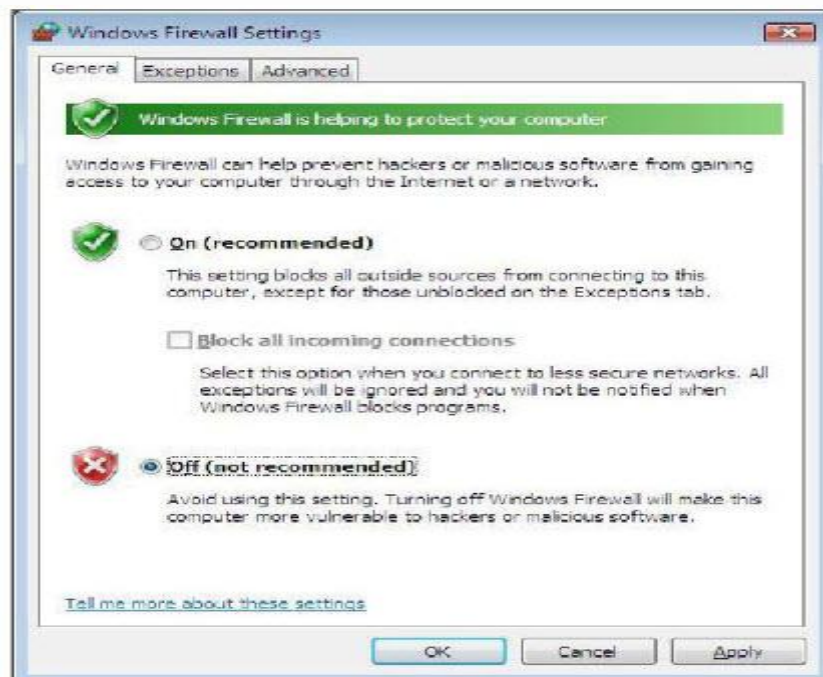 Windows Firewall Settings
General Exceptions Advanced
Windows Firewall is helping to protect your computer
Windows Firewall can help prevent hackers or malicious software from gaining
access to your computer through the Internet or a network.
On (recommended)
This setting blocks all outside sources from connecting to this
computer, except for those unblocked on the Exceptions tab.
Block all incoming connections
Select this option when you connect to less secure networks. All
exceptions will be ignored and you will not be notified when
Windows Firewall blocks programs.
Off (not recommended)
Avoid using this setting. Turning off Windows Firewall will make this
computer more vulnerable to hackers or malicious software.
Tell me more about these settings
OK Cancel Apply